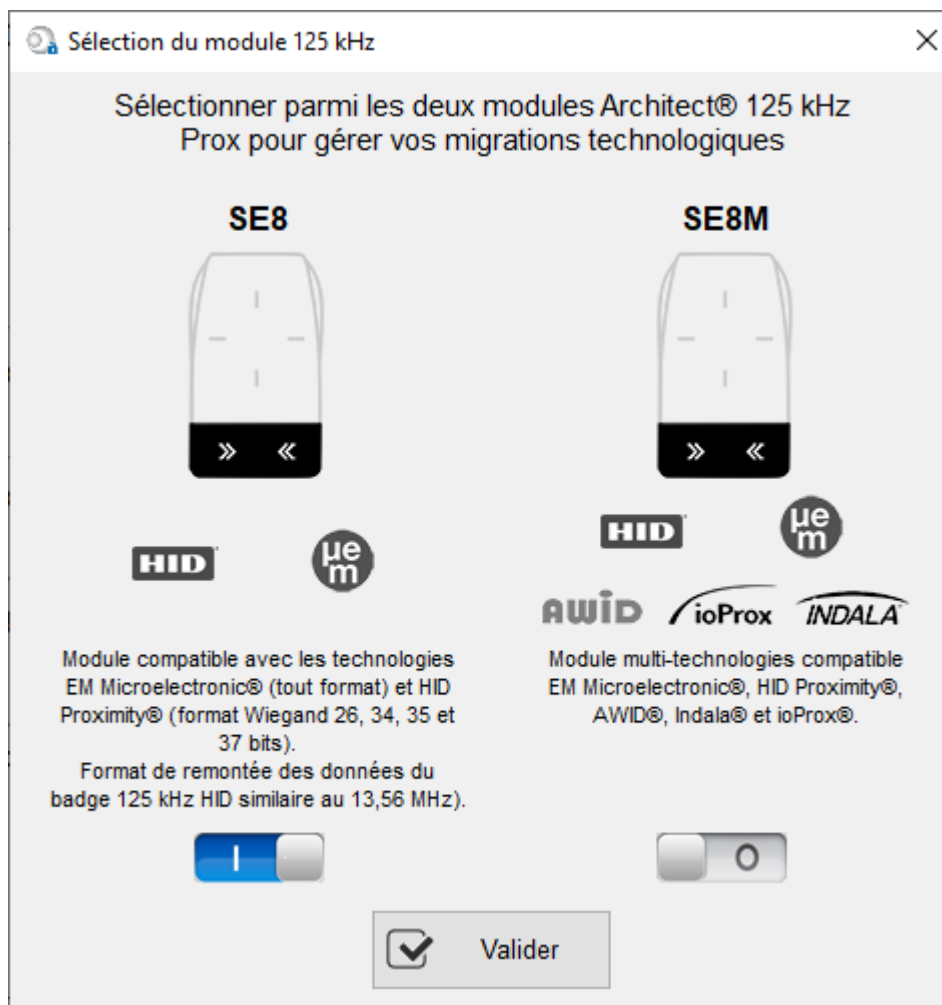 Sélection du module 125 kHz
Sélectionner parmi les deux modules Architect® 125 kHz
Prox pour gérer vos migrations technologiques
SE8
HID
µem
Module compatible avec les technologies
EM Microelectronic® (tout format) et HID
Proximity® (format Wiegand 26, 34, 35 et
37 bits).
Format de remontée des données du
badge 125 kHz HID similaire au 13,56 MHz).
I
SE8M
HID
µem
AWiD ioProx INDALA
Module multi-technologies compatible
EM Microelectronic®, HID Proximity®,
AWID®, Indala® et ioProx®.
O
Valider